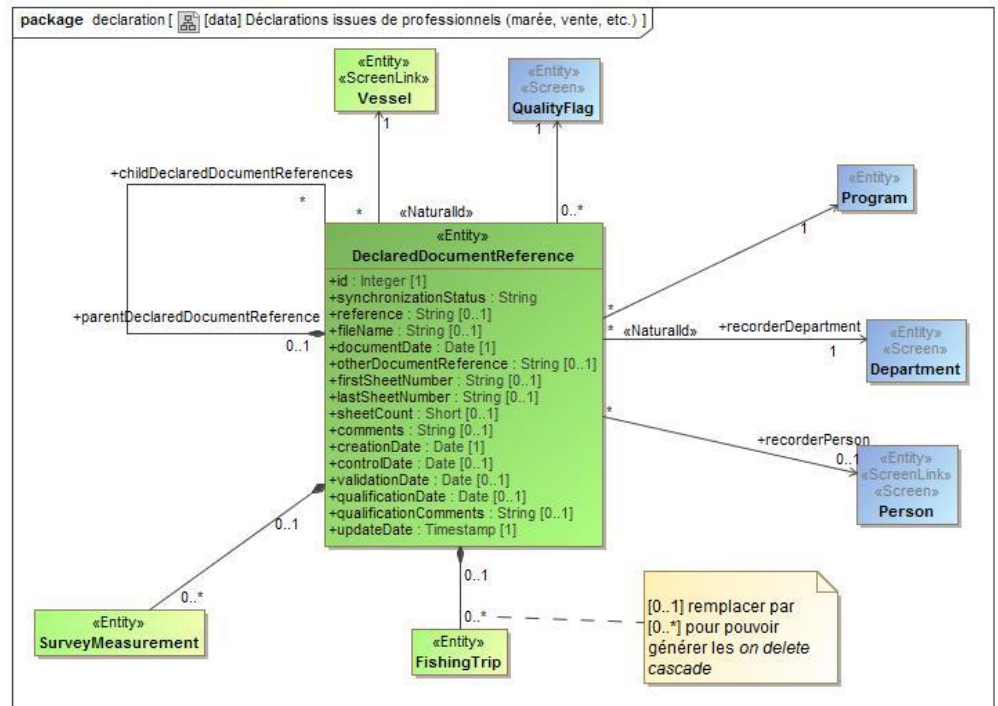 package declaration [ [data] Déclarations issues de professionnels (marée, vente, etc.) ]
«Entity»
«ScreenLink»
Vessel
1
«Entity»
«Screen»
QualityFlag
1
+childDeclaredDocumentReferences
*
*
«NaturalId»
0..*
«Entity»
Program
1
«Entity»
DeclaredDocumentReference
+id : Integer [1]
+synchronizationStatus : String
+reference : String [0..1]
+fileName : String [0..1]
+documentDate : Date [1]
+otherDocumentReference : String [0..1]
+firstSheetNumber : String [0..1]
+lastSheetNumber : String [0..1]
+sheetCount : Short [0..1]
+comments : String [0..1]
+creationDate : Date [1]
+controlDate : Date [0..1]
+validationDate : Date [0..1]
+qualificationDate : Date [0..1]
+qualificationComments : String [0..1]
+updateDate : Timestamp [1]
+parentDeclaredDocumentReference
0..1
*
*
«NaturalId»
+recorderDepartment
1
«Entity»
«Screen»
Department
*
+recorderPerson
0..1
«Entity»
«ScreenLink»
«Screen»
Person
0..1
0..*
«Entity»
SurveyMeasurement
0..1
0..*
«Entity»
FishingTrip
[0..1] remplacer par
[0..*] pour pouvoir
générer les on delete
cascade